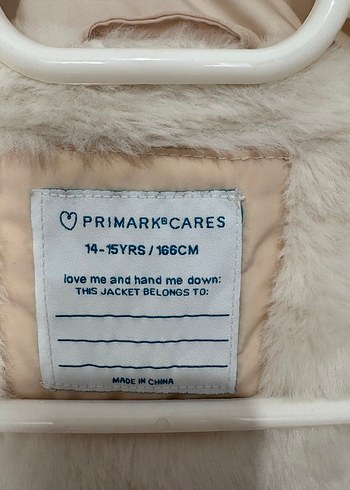 PRIMARK® CARES
14-15YRS / 166CM
love me and hand me down:
THIS JACKET BELONGS TO:
MADE IN CHINA